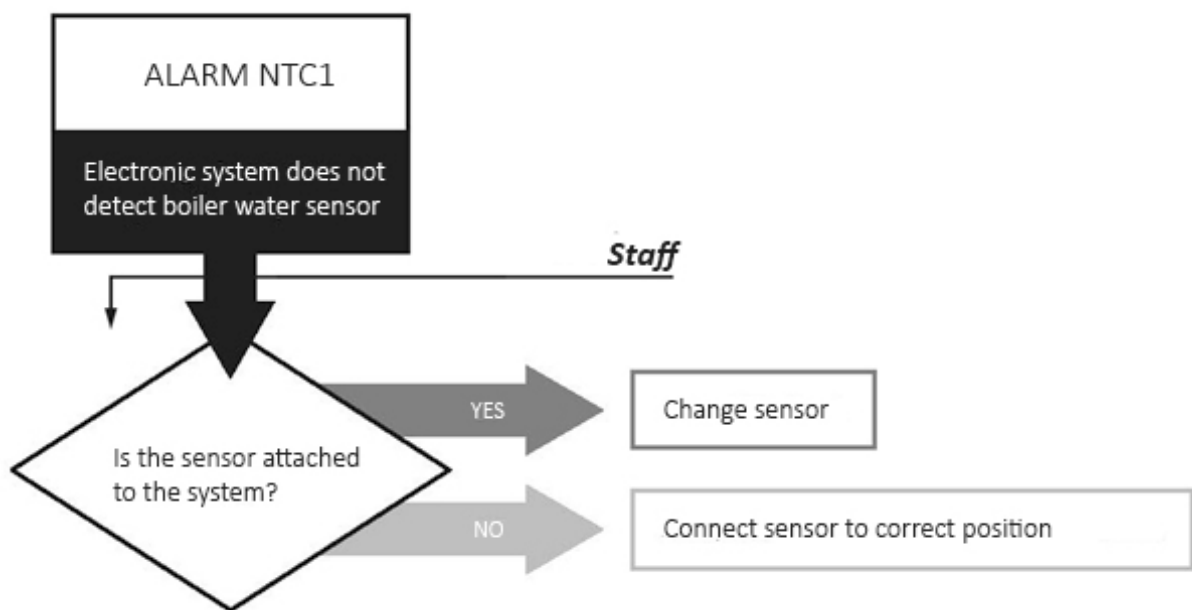 ALARM NTC1
Electronic system does not
detect boiler water sensor
Staff
Is the sensor attached
to the system?
YES
Change sensor
NO
Connect sensor to correct position